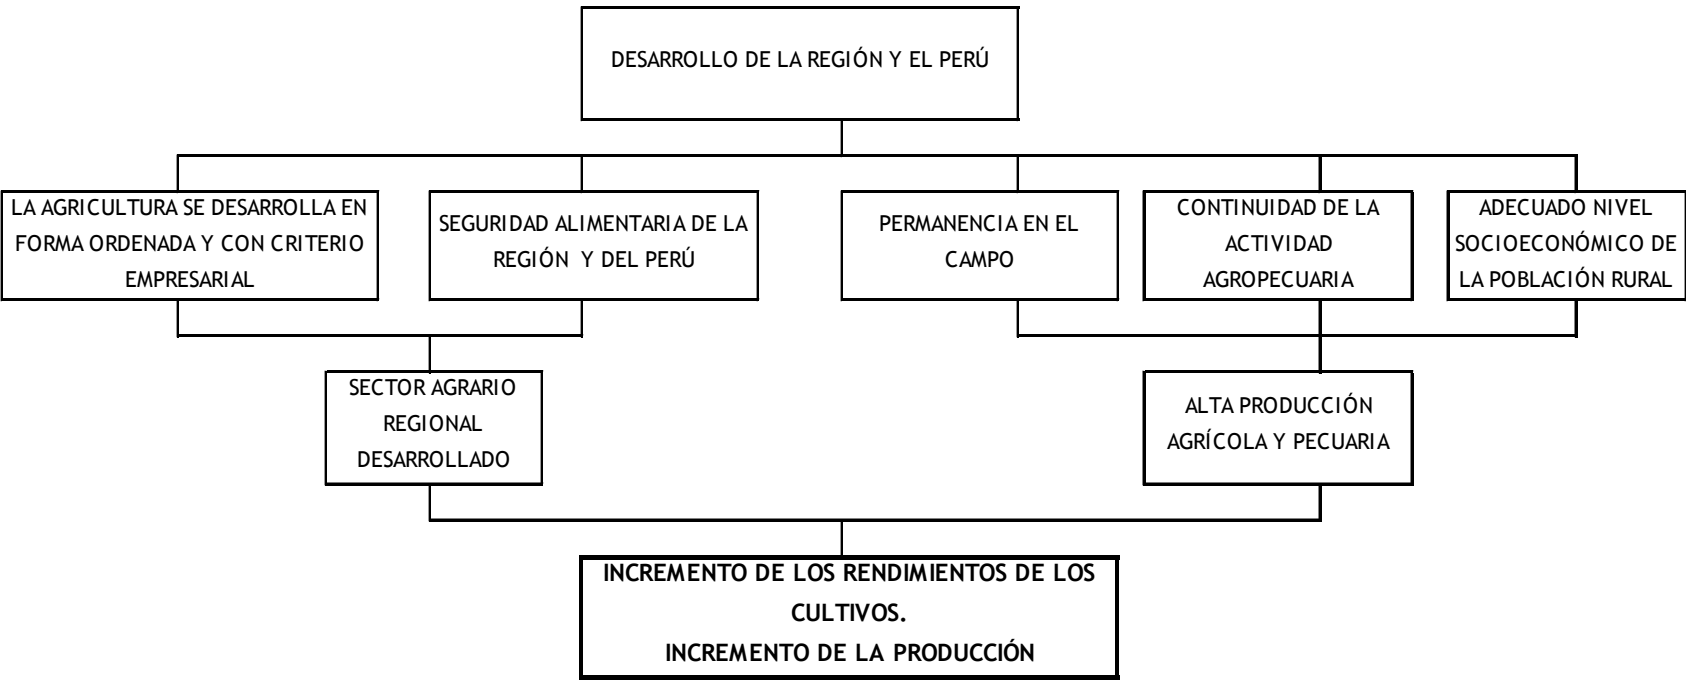 DESARROLLO DE LA REGIÓN Y EL PERÚ
LA AGRICULTURA SE DESARROLLA EN
FORMA ORDENADA Y CON CRITERIO
EMPRESARIAL
SEGURIDAD ALIMENTARIA DE LA
REGIÓN Y DEL PERÚ
PERMANENCIA EN EL
CAMPO
CONTINUIDAD DE LA
ACTIVIDAD
AGROPECUARIA
ADECUADO NIVEL
SOCIOECONÓMICO DE
LA POBLACIÓN RURAL
SECTOR AGRARIO
REGIONAL
DESARROLLADO
ALTA PRODUCCIÓN
AGRÍCOLA Y PECUARIA
INCREMENTO DE LOS RENDIMIENTOS DE LOS
CULTIVOS.
INCREMENTO DE LA PRODUCCIÓN